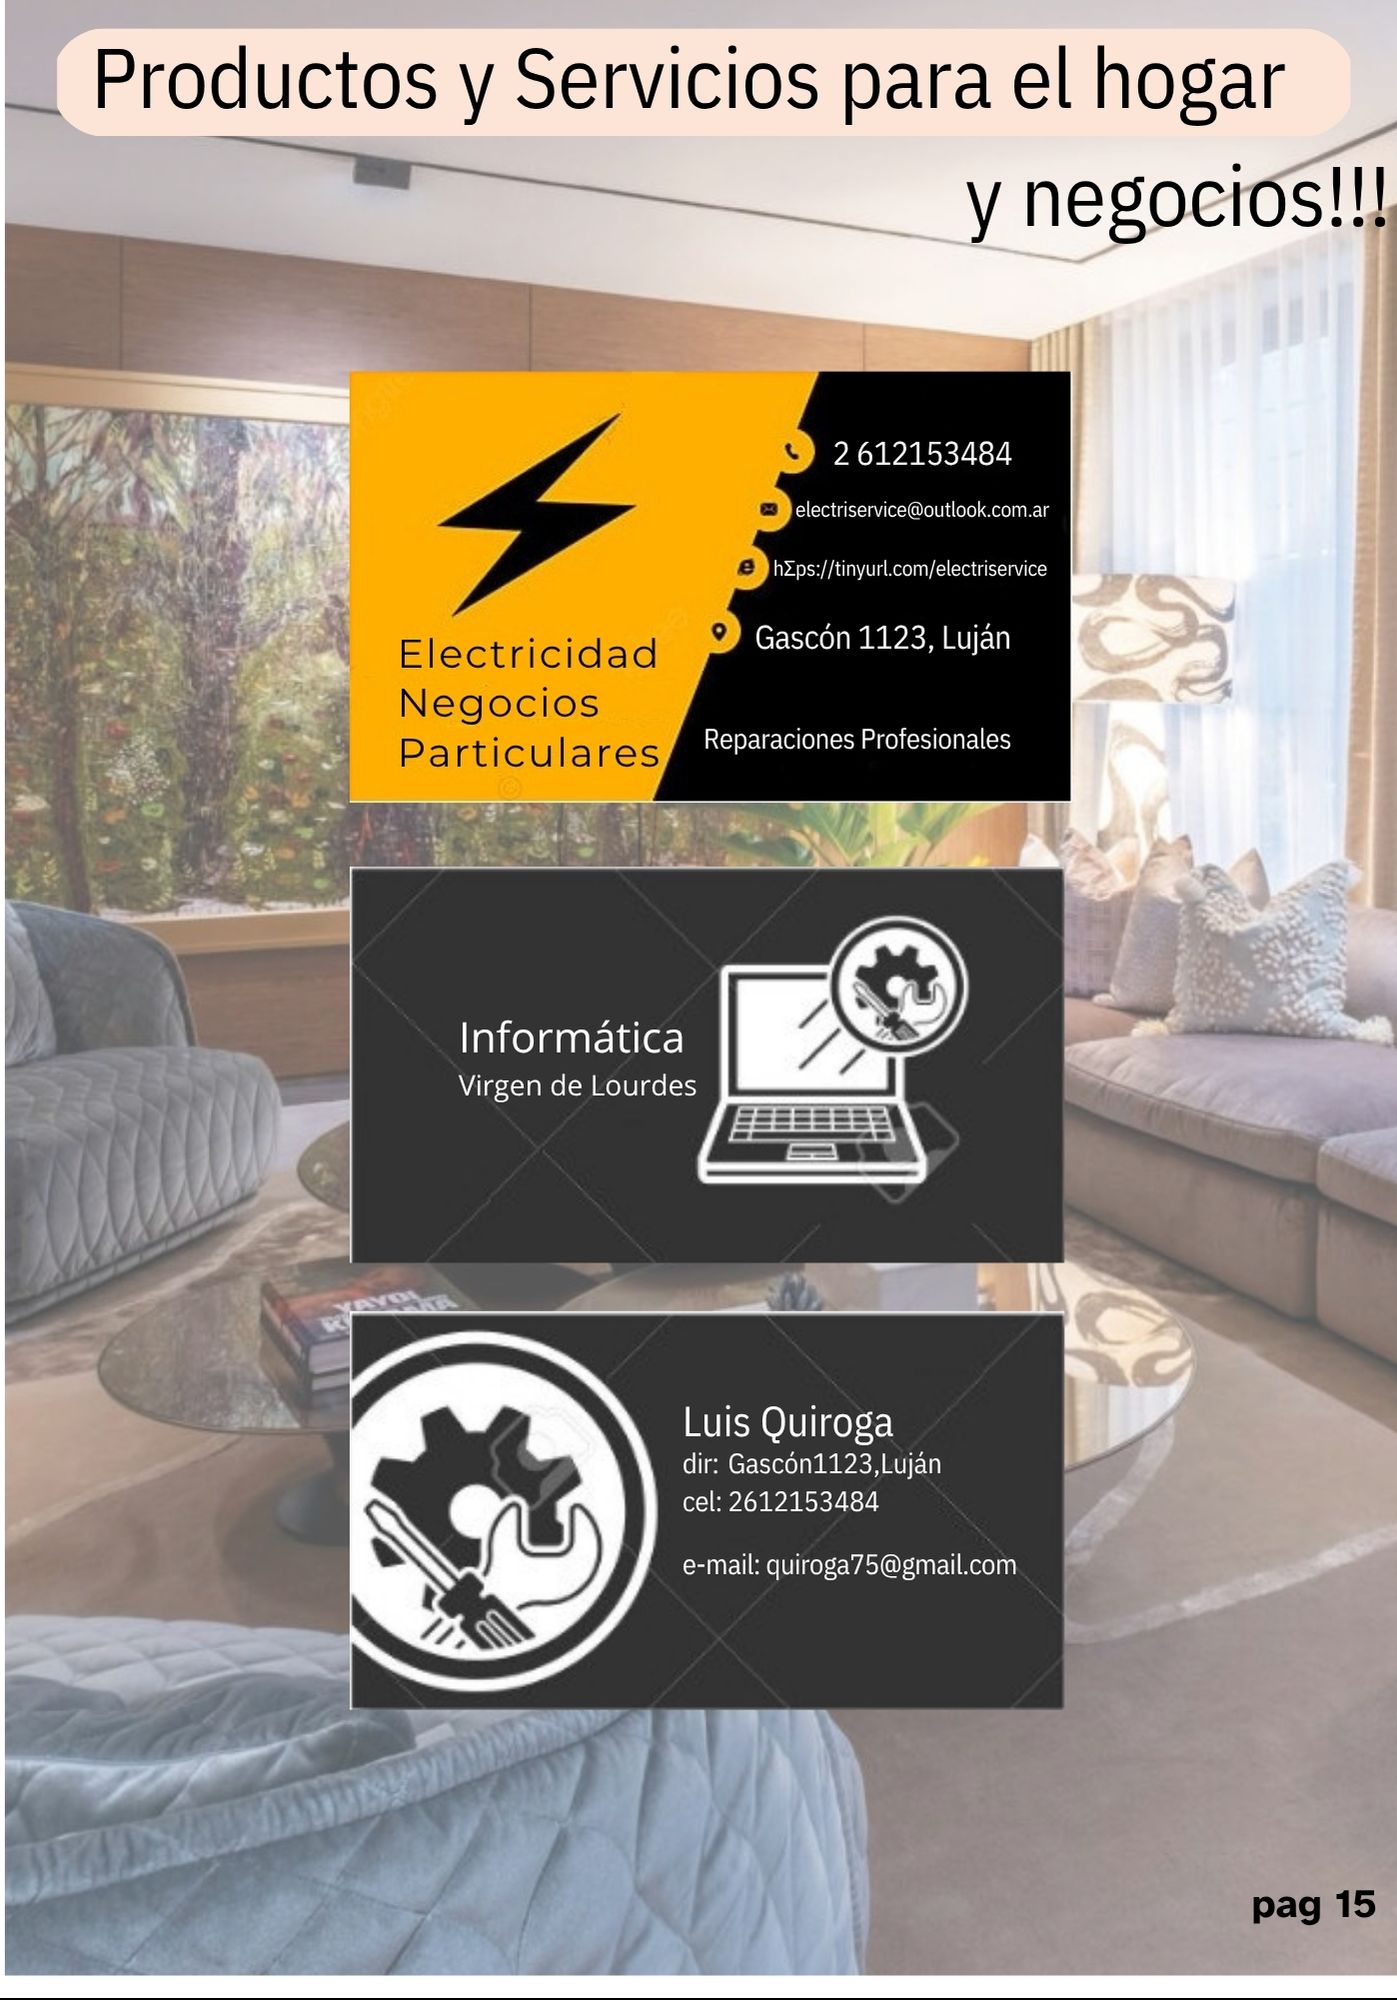 Productos y Servicios para el hogar
y negocios!!!
2 612153484
electriservice@outlook.com.ar
hΣps://tinyurl.com/electriservice
Gascón 1123, Luján
Electricidad
Negocios
Particulares
Reparaciones Profesionales
Informática
Virgen de Lourdes
Luis Quiroga
dir: Gascón1123,Luján
cel: 2612153484
e-mail: quiroga75@gmail.com
pag 15